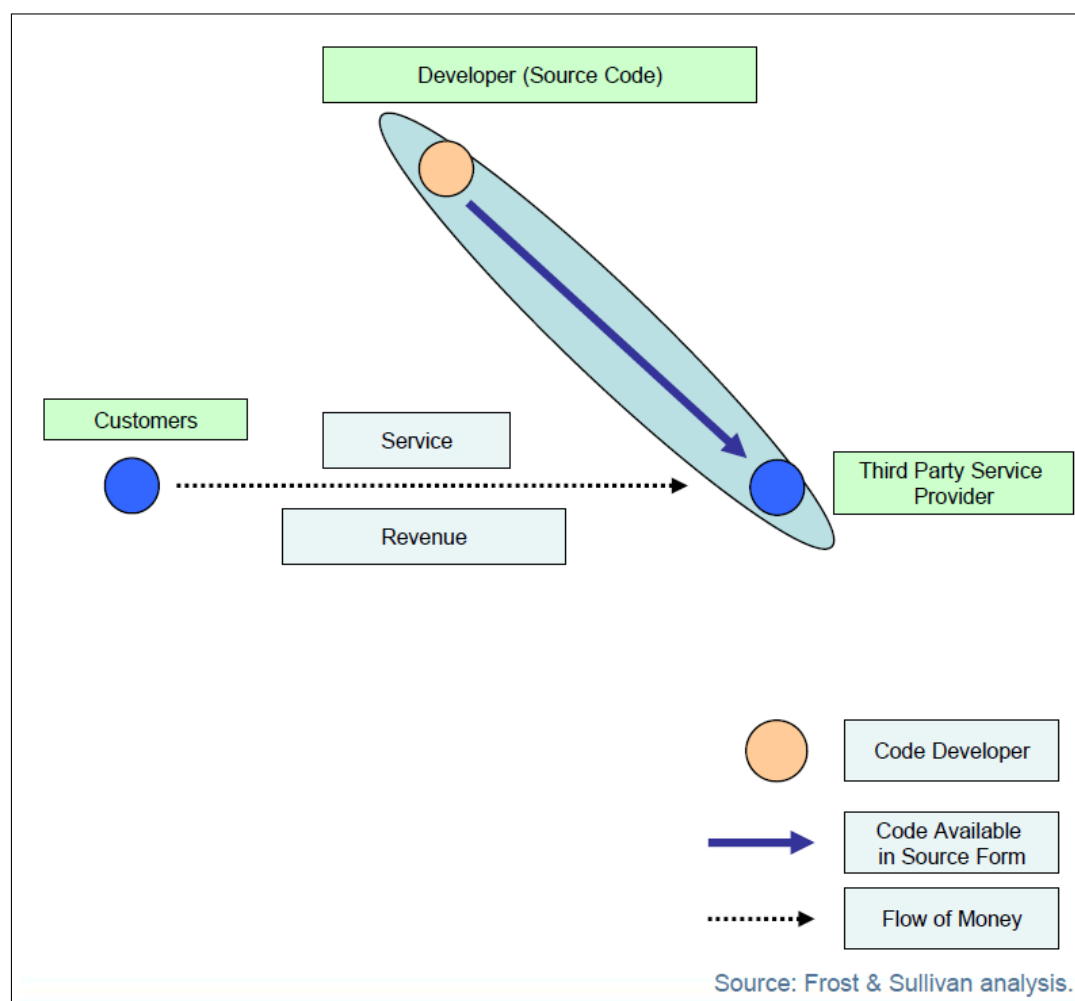 Developer (Source Code)
Customers
Service
Third Party Service
Provider
Revenue
Code Developer
Code Available
in Source Form
Flow of Money
Source: Frost & Sullivan analysis.